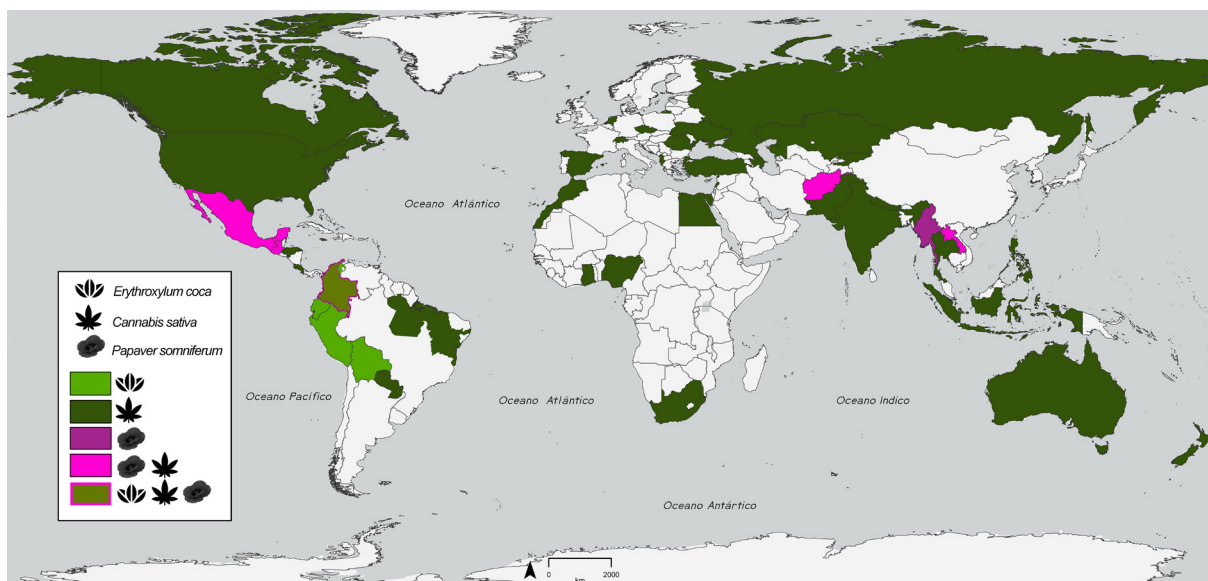 Oceano Atlántico
Erythroxylum coca
Cannabis sativa
Papaver somniferum
Oceano Pacífico
Oceano Atlántico
Oceano Indico
Oceano Antártico
N
0 2000
km